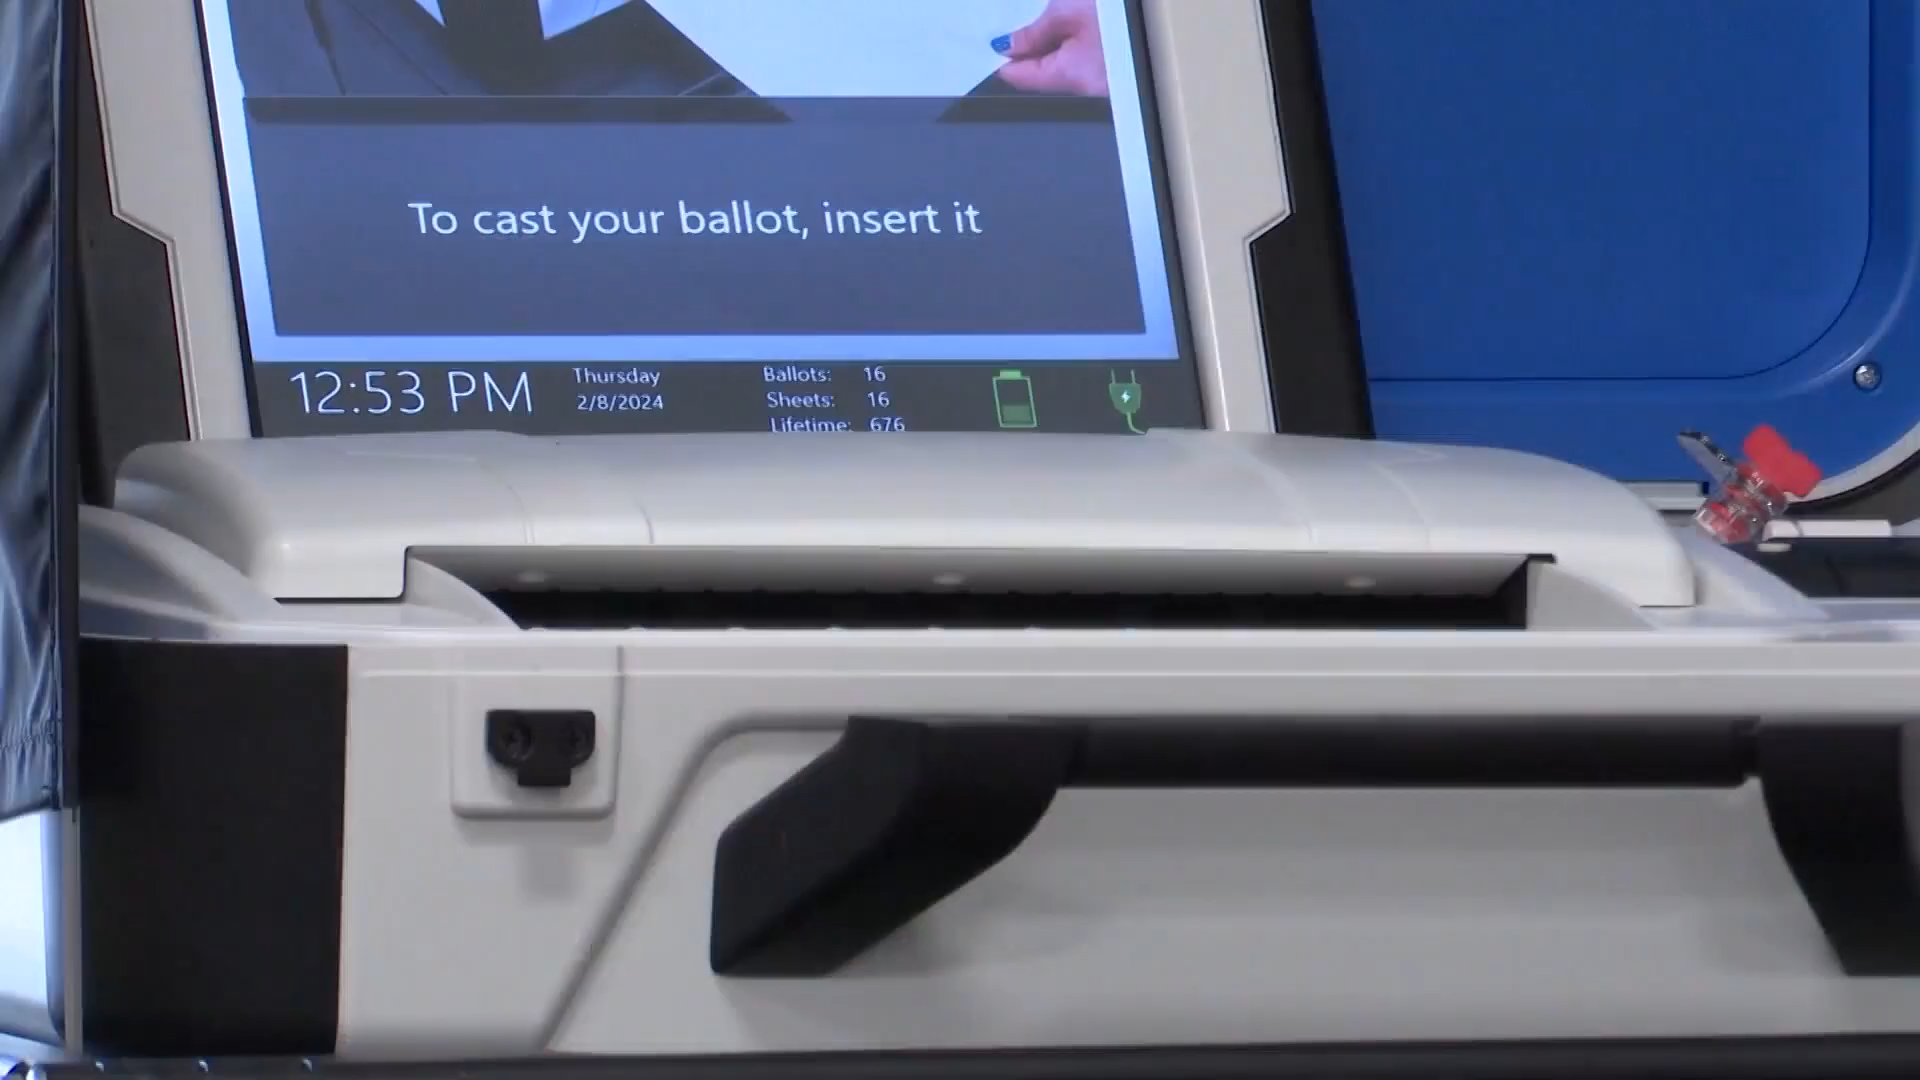 To cast your ballot, insert it
12:53 PM
Thursday
2/8/2024
Ballots: 16
Sheets: 16
Lifetime: 676